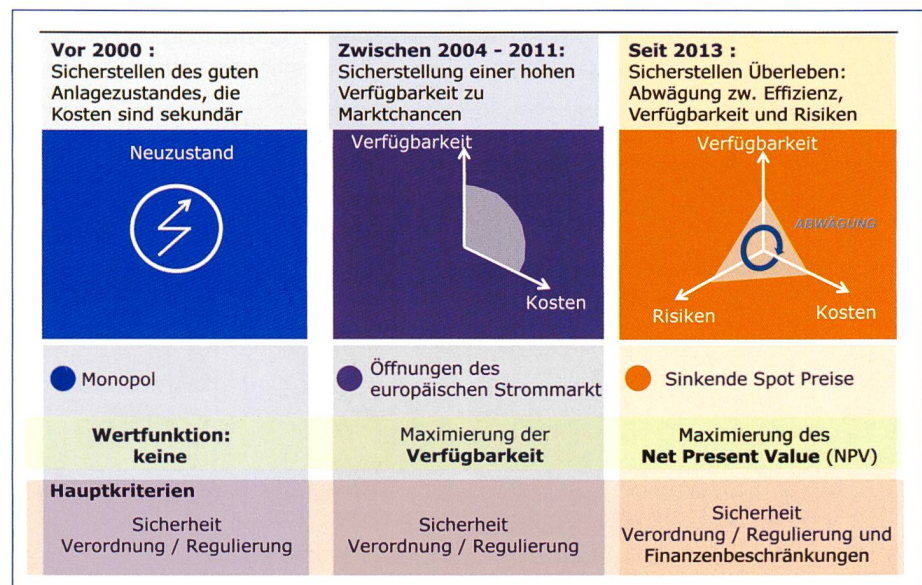 Vor 2000 :
Sicherstellen des guten
Anlagezustandes, die
Kosten sind sekundär
Neuzustand
Monopol
Wertfunktion:
keine
Hauptkriterien
Sicherheit
Verordnung / Regulierung
Zwischen 2004 - 2011:
Sicherstellung einer hohen
Verfügbarkeit zu
Marktchancen
Verfügbarkeit
Kosten
Öffnungen des
europäischen Strommarkt
Maximierung der
Verfügbarkeit
Sicherheit
Verordnung / Regulierung
Seit 2013 :
Sicherstellen Überleben:
Abwägung zw. Effizienz,
Verfügbarkeit und Risiken
Verfügbarkeit
ABWÄGUNG
Risiken
Kosten
Sinkende Spot Preise
Maximierung des
Net Present Value (NPV)
Sicherheit
Verordnung / Regulierung und
Finanzenbeschränkungen